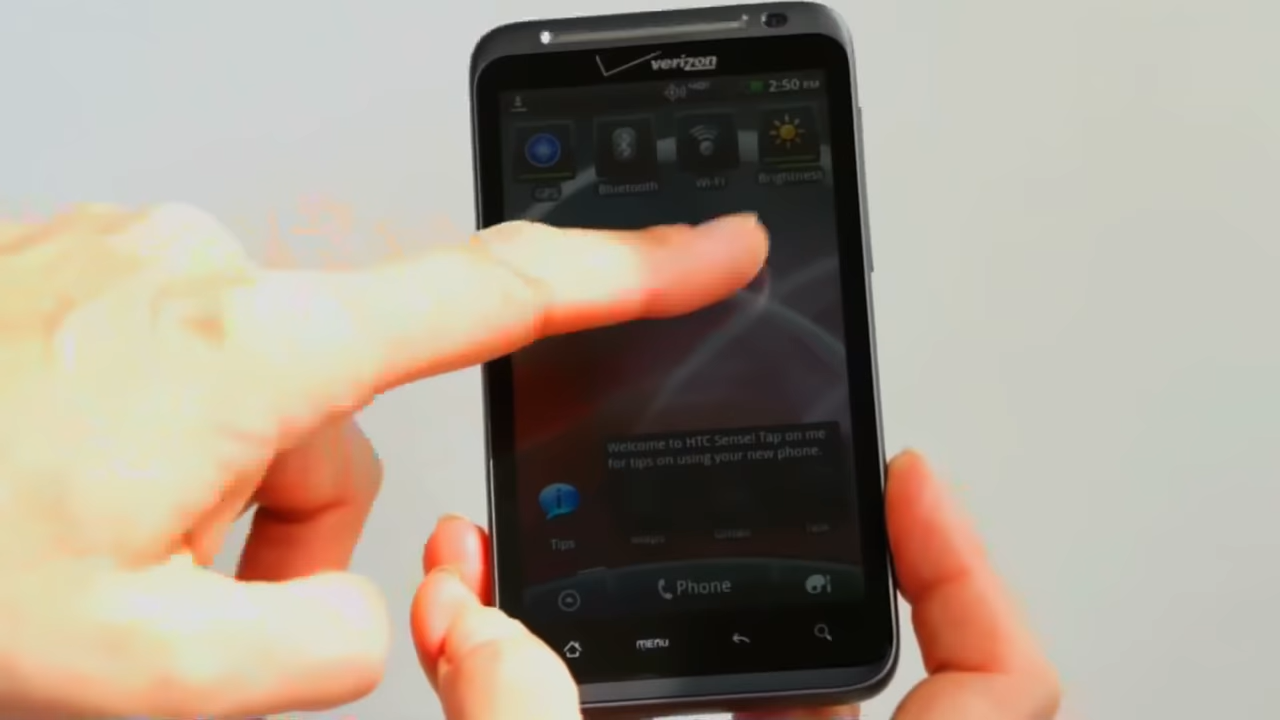 verizon
2:50
GPS
Bluetooth
Wi-Fi
Brightness
Welcome to HTC Sense! Tap on me
for tips on using your new phone.
Tips
Phone
MENU